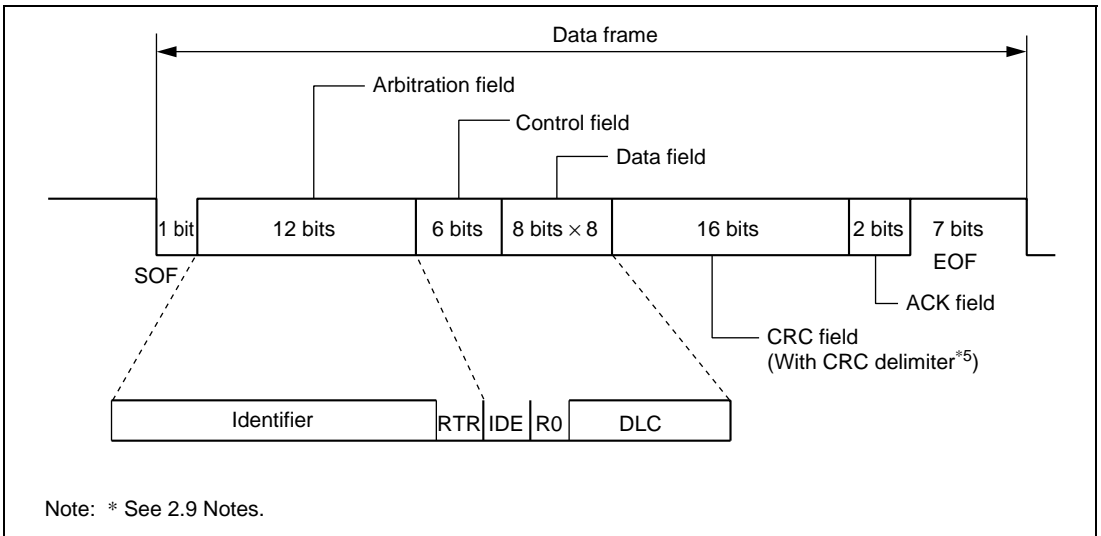 Data frame
Arbitration field
Control field
Data field
1 bit 12 bits 6 bits 8 bits × 8 16 bits 2 bits 7 bits
SOF EOF
ACK field
CRC field
(With CRC delimiter*5)
Identifier RTR IDE R0 DLC
Note: * See 2.9 Notes.